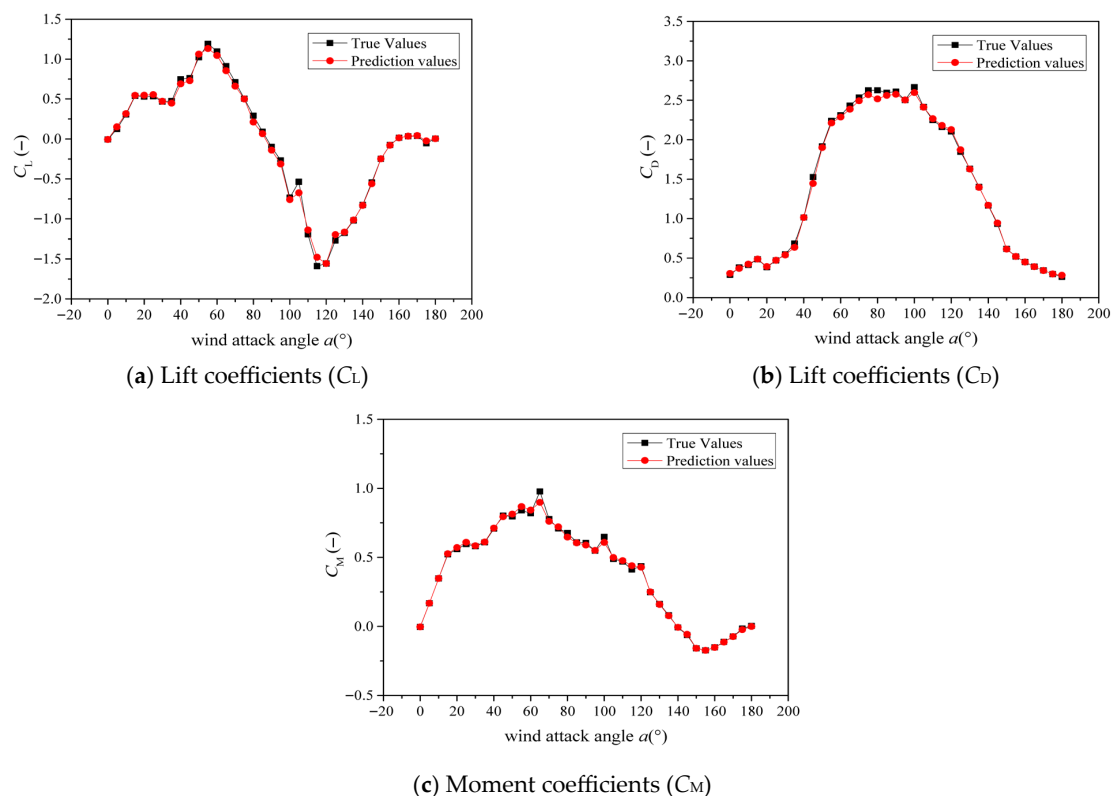 1.5
1.0
0.5
0.0
−0.5
−1.0
−1.5
−2.0
C_L (−)
True Values
Prediction values
−20 0 20 40 60 80 100 120 140 160 180 200
wind attack angle a(°)
(a) Lift coefficients (CL)
3.5
3.0
2.5
2.0
1.5
1.0
0.5
0.0
C_D (−)
True Values
Prediction values
−20 0 20 40 60 80 100 120 140 160 180 200
wind attack angle a(°)
(b) Lift coefficients (CD)
1.5
1.0
0.5
0.0
−0.5
C_M (−)
True Values
Prediction values
−20 0 20 40 60 80 100 120 140 160 180 200
wind attack angle a(°)
(c) Moment coefficients (CM)